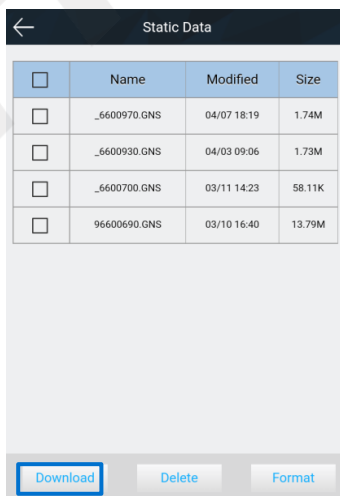 Static Data
Name Modified Size
_6600970.GNS 04/07 18:19 1.74M
_6600930.GNS 04/03 09:06 1.73M
_6600700.GNS 03/11 14:23 58.11K
96600690.GNS 03/10 16:40 13.79M
Download Delete Format